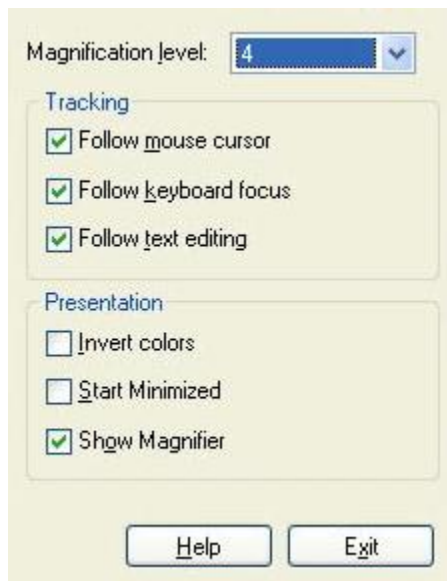 Magnification level: 4
Tracking
Follow mouse cursor
Follow keyboard focus
Follow text editing
Presentation
Invert colors
Start Minimized
Show Magnifier
Help Exit